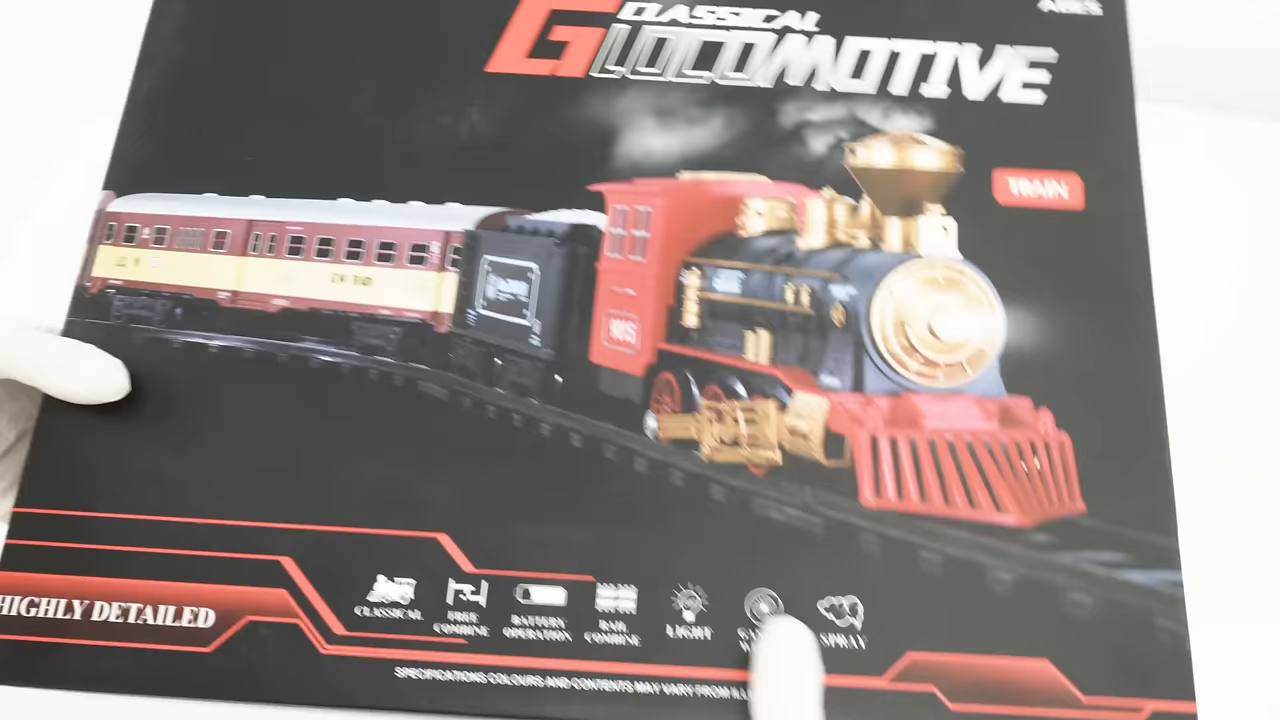 CLASSICAL
G LOCOMOTIVE
TRAIN
905
HIGHLY DETAILED
CLASSICAL
FREE COMBINE
BATTERY OPERATION
RAIL COMBINE
LIGHT
SPRAY
SPECIFICATIONS COLOURS AND CONTENTS MAY VARY FROM